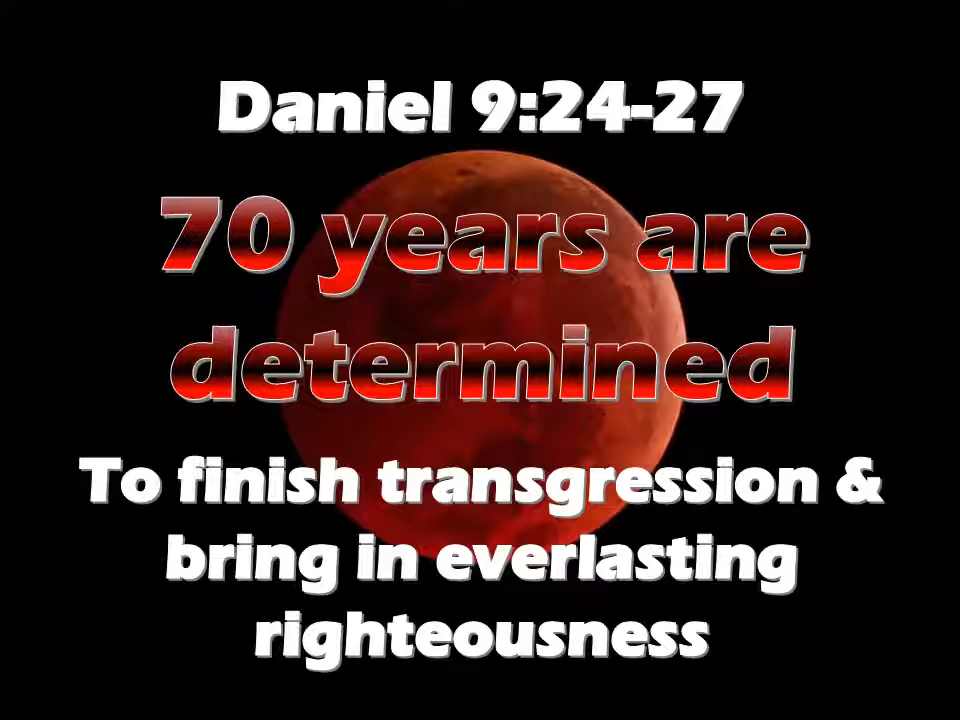 Daniel 9:24-27
70 years are
determined
To finish transgression &
bring in everlasting
righteousness